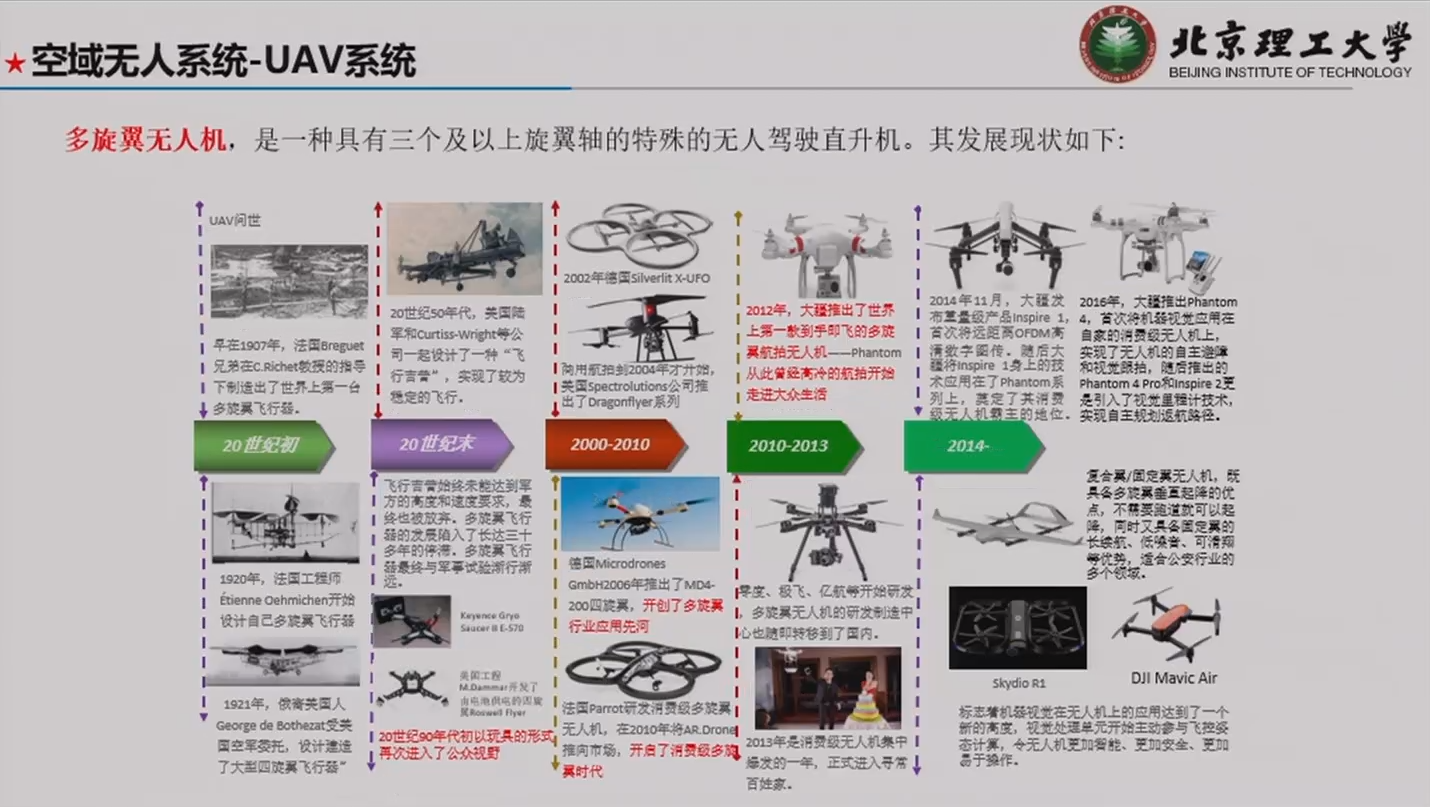 空域无人系统-UAV系统
北京理工大学
BEIJING INSTITUTE OF TECHNOLOGY
多旋翼无人机，是一种具有三个及以上旋翼轴的特殊的无人驾驶直升机。其发展现状如下:
UAV问世
早在1907年，法国Breguet
兄弟在C.Richet教授的指导
下制造出了世界上第一台
多旋翼飞行器。
20世纪50年代，美国陆
军和Curtiss-Wright等公
司一起设计了一种“飞
行吉普”，实现了较为
稳定的飞行。
2002年德国Silverlit X-UFO
商用航拍到2004年才开始，
美国Spectrolutions公司推
出了Dragonflyer系列
2012年，大疆推出了世界
上第一款到手即飞的多旋
翼航拍无人机——Phantom
从此曾经高冷的航拍开始
走进大众生活
2014年11月，大疆发
布革量级产品Inspire 1，
首次将远距离OFDM高
清数字图传。随后大
疆将Inspire 1身上的技
术应用在了Phantom系
列上，奠定了其消费
级无人机霸主的地位。
2016年，大疆推出Phantom
4，首次将机器视觉应用在
自家的消费级无人机上，
实现了无人机的自主避障
和视觉跟拍，随后推出的
Phantom 4 Pro和Inspire 2更
是引入了视觉里程计技术，
实现自主规划返航路径。
20世纪初
20世纪末
2000-2010
2010-2013
2014-
1920年，法国工程师
Étienne Oehmichen开始
设计自己多旋翼飞行器
1921年，俄裔美国人
George de Bothezat受美
国空军委托，设计建造
了大型四旋翼飞行器”
飞行吉普始终未能达到军
方的高度和速度要求，最
终也被放弃。多旋翼飞行
器的发展陷入了长达三十
多年的停滞。多旋翼飞行
器最终与军事试验渐行渐
远。
Keyence Gryo
Saucer II E-570
美国工程
M.Dammar开发了
由电池供电的四旋
翼Roswell Flyer
20世纪90年代初以玩具的形式
再次进入了公众视野
德国Microdrones
GmbH2006年推出了MD4-
200四旋翼，开创了多旋翼
行业应用先河
法国Parrot研发消费级多旋翼
无人机，在2010年将AR.Drone
推向市场，开启了消费级多旋
翼时代
零度、极飞、亿航等开始研发
，多旋翼无人机的研发制造中
心也随即转移到了国内。
2013年是消费级无人机集中
爆发的一年，正式进入寻常
百姓家。
复合翼/固定翼无人机，既
具备多旋翼垂直起降的优
点，不需要跑道就可以起
降，同时又具备固定翼的
长续航、低噪音、可滑翔
等优势，适合公安行业的
多个领域。
Skydio R1
DJI Mavic Air
标志着机器视觉在无人机上的应用达到了一个
新的高度，视觉处理单元开始主动参与飞控姿
态计算，令无人机更加智能、更加安全、更加
易于操作。